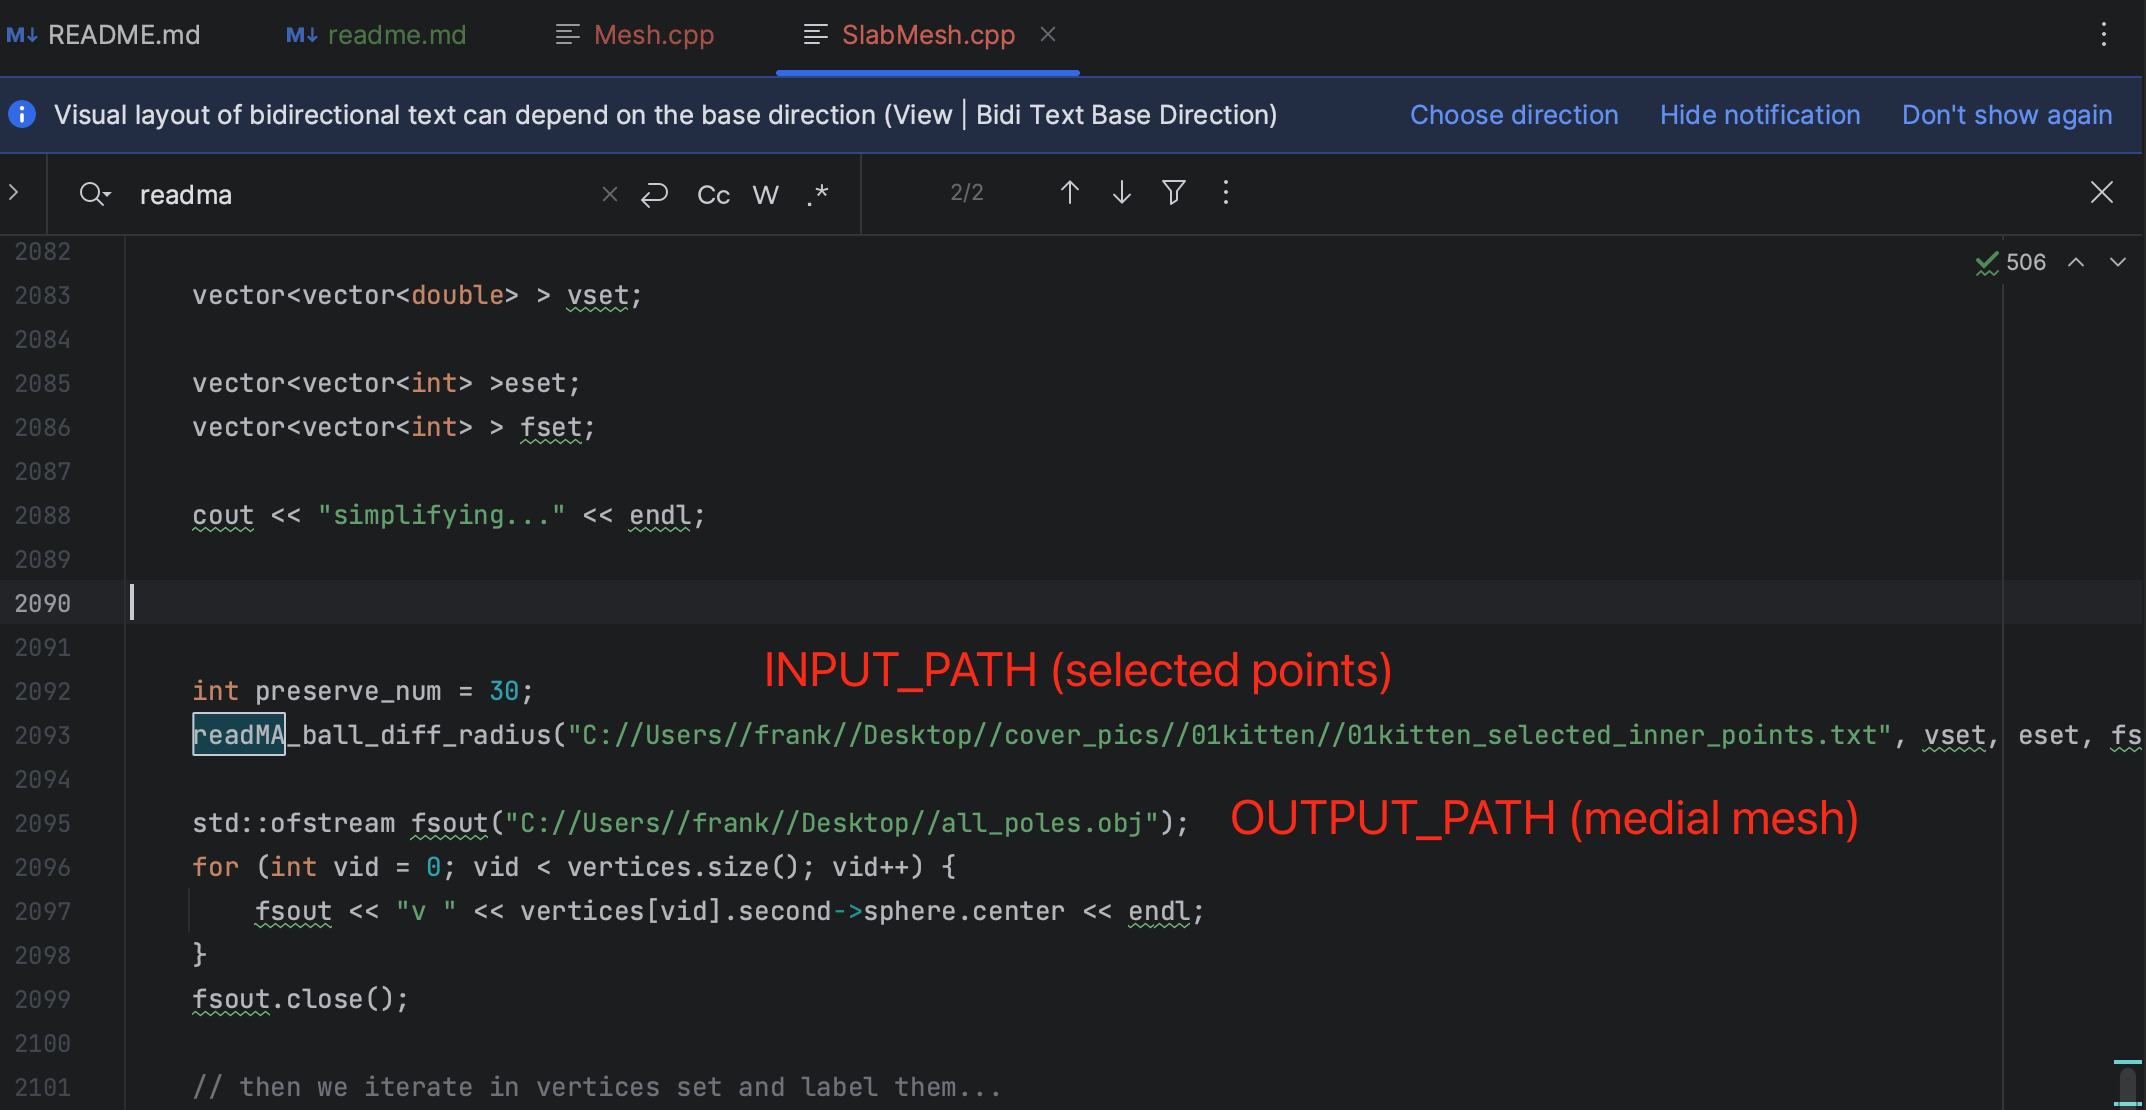 M↓ README.md M↓ readme.md Mesh.cpp SlabMesh.cpp
Visual layout of bidirectional text can depend on the base direction (View | Bidi Text Base Direction) Choose direction Hide notification Don't show again
readma Cc W .* 2/2
2082 506
2083 vector<vector<double> > vset;
2084
2085 vector<vector<int> >eset;
2086 vector<vector<int> > fset;
2087
2088 cout << "simplifying..." << endl;
2089
2090
2091
INPUT_PATH (selected points)
2092 int preserve_num = 30;
2093 readMA_ball_diff_radius("C://Users//frank//Desktop//cover_pics//01kitten//01kitten_selected_inner_points.txt", vset, eset, fs
2094
2095 std::ofstream fsout("C://Users//frank//Desktop//all_poles.obj"); OUTPUT_PATH (medial mesh)
2096 for (int vid = 0; vid < vertices.size(); vid++) {
2097 fsout << "v " << vertices[vid].second->sphere.center << endl;
2098 }
2099 fsout.close();
2100
2101 // then we iterate in vertices set and label them...